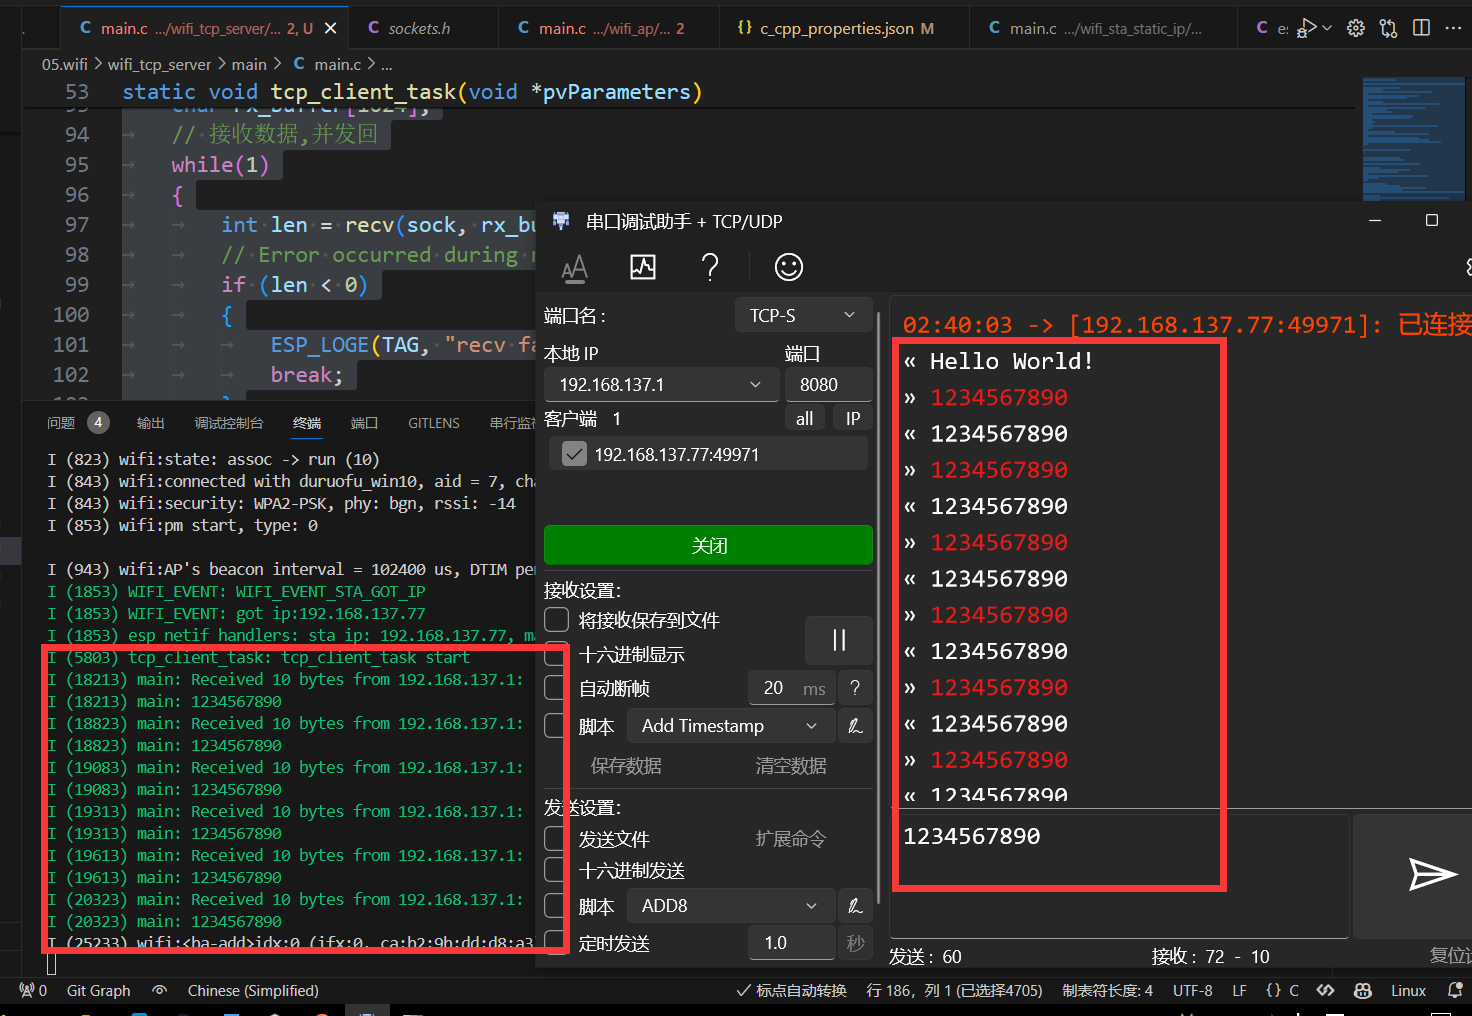 main.c .../wifi_tcp_server/... 2, U
sockets.h
main.c .../wifi_ap/... 2
c_cpp_properties.json M
main.c .../wifi_sta_static_ip/...
05.wifi > wifi_tcp_server > main > C main.c > ...
53 static void tcp_client_task(void *pvParameters)
94 // 接收数据,并发回
95 while(1)
96 {
97 int len = recv(sock, rx_bu
98 // Error occurred during
99 if (len < 0)
100 {
101 ESP_LOGE(TAG, "recv fa
102 break;
问题 4 输出 调试控制台 终端 端口 GITLENS 串行监
I (823) wifi:state: assoc -> run (10)
I (843) wifi:connected with duruofu_win10, aid = 7, cha
I (843) wifi:security: WPA2-PSK, phy: bgn, rssi: -14
I (853) wifi:pm start, type: 0
I (943) wifi:AP's beacon interval = 102400 us, DTIM pe
I (1853) WIFI_EVENT: WIFI_EVENT_STA_GOT_IP
I (1853) WIFI_EVENT: got ip:192.168.137.77
I (1853) esp_netif_handlers: sta ip: 192.168.137.77, ma
I (5803) tcp_client_task: tcp_client_task start
I (18213) main: Received 10 bytes from 192.168.137.1:
I (18213) main: 1234567890
I (18823) main: Received 10 bytes from 192.168.137.1:
I (18823) main: 1234567890
I (19083) main: Received 10 bytes from 192.168.137.1:
I (19083) main: 1234567890
I (19313) main: Received 10 bytes from 192.168.137.1:
I (19313) main: 1234567890
I (19613) main: Received 10 bytes from 192.168.137.1:
I (19613) main: 1234567890
I (20323) main: Received 10 bytes from 192.168.137.1:
I (20323) main: 1234567890
I (25233) wifi:<ba-add>idx:0 (ifx:0, ca:b2:9b:dd:d8:a3
串口调试助手 + TCP/UDP
端口名: TCP-S
本地 IP 端口
192.168.137.1 8080
客户端 1 all IP
192.168.137.77:49971
关闭
接收设置:
将接收保存到文件
十六进制显示
自动断帧 20 ms ?
脚本 Add Timestamp
保存数据 清空数据
发送设置:
发送文件 扩展命令
十六进制发送
脚本 ADD8
定时发送 1.0 秒
02:40:03 -> [192.168.137.77:49971]: 已连接
« Hello World!
» 1234567890
« 1234567890
» 1234567890
« 1234567890
» 1234567890
« 1234567890
» 1234567890
« 1234567890
» 1234567890
« 1234567890
» 1234567890
« 1234567890
1234567890
发送: 60 接收: 72 - 10
0 Git Graph Chinese (Simplified) 标点自动转换 行 186, 列 1 (已选择4705) 制表符长度: 4 UTF-8 LF {} C Linux